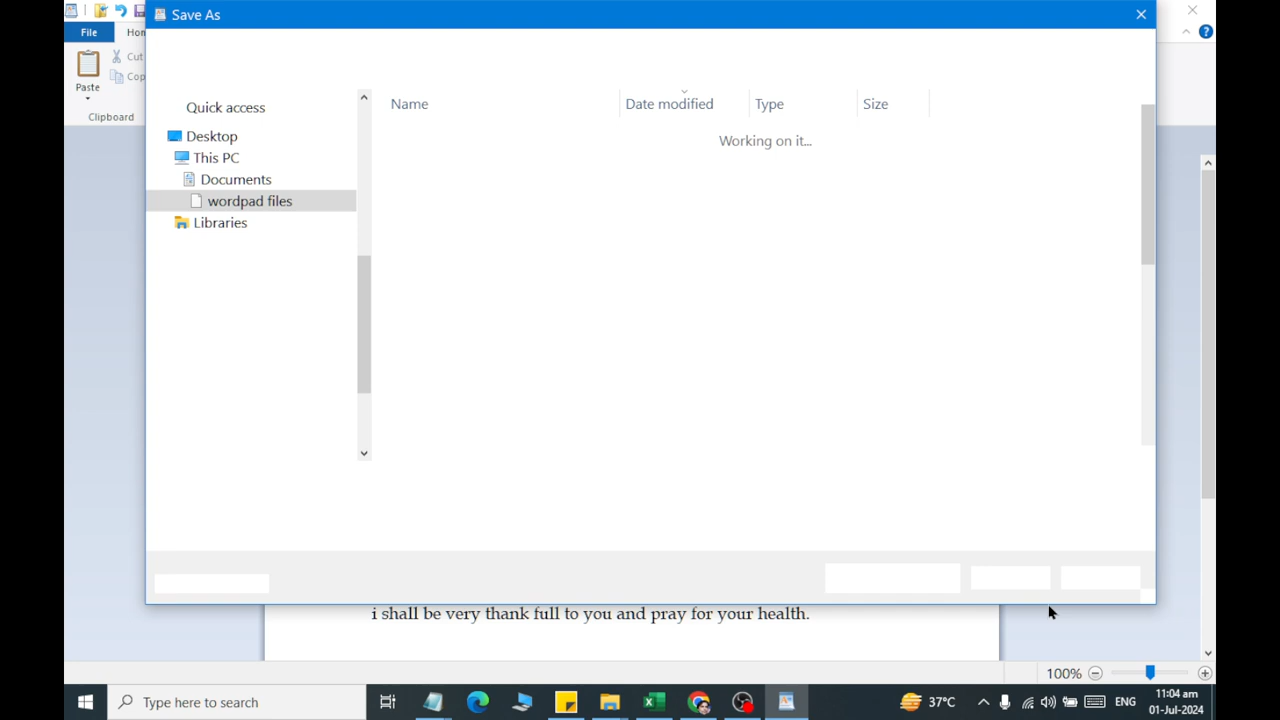 Save As
File
Hom
Cut
Cop
Paste
Clipboard
Quick access
Desktop
This PC
Documents
wordpad files
Libraries
Name
Date modified
Type
Size
Working on it...
i shall be very thank full to you and pray for your health.
100%
Type here to search
37°C
ENG
11:04 am
01-Jul-2024